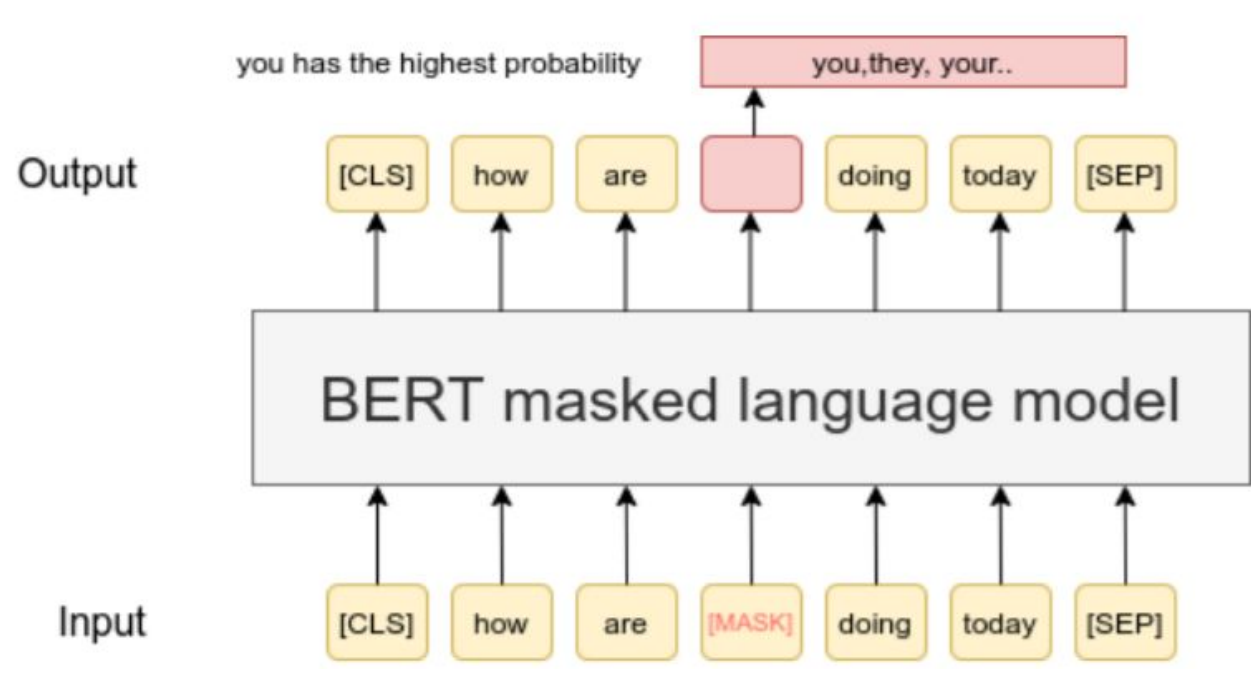 you has the highest probability
you,they, your..
Output
[CLS] how are doing today [SEP]
BERT masked language model
Input
[CLS] how are [MASK] doing today [SEP]